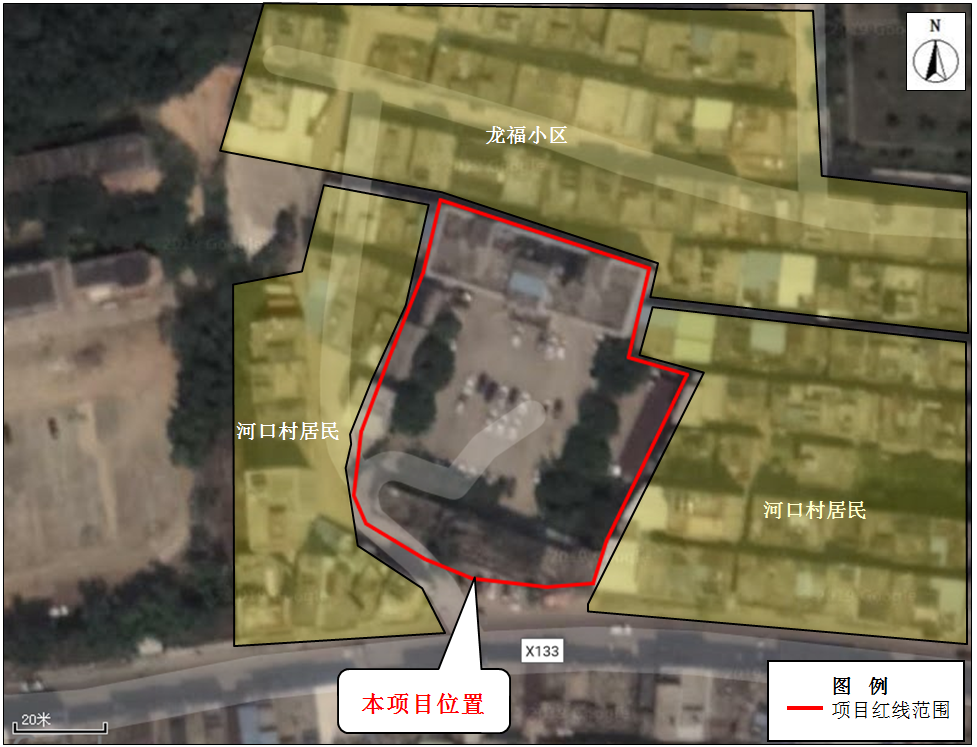 N
龙福小区
河口村居民
河口村居民
X133
本项目位置
20米
图 例
项目红线范围